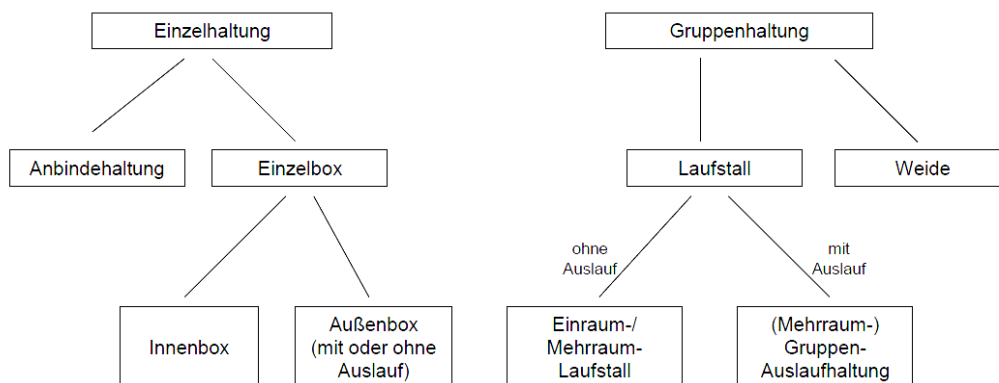 Einzelhaltung
Gruppenhaltung
Anbindehaltung
Einzelbox
Laufstall
Weide
ohne
Auslauf
mit
Auslauf
Innenbox
Außenbox
(mit oder ohne
Auslauf)
Einraum-/
Mehrraum-
Laufstall
(Mehrraum-)
Gruppen-
Auslaufhaltung